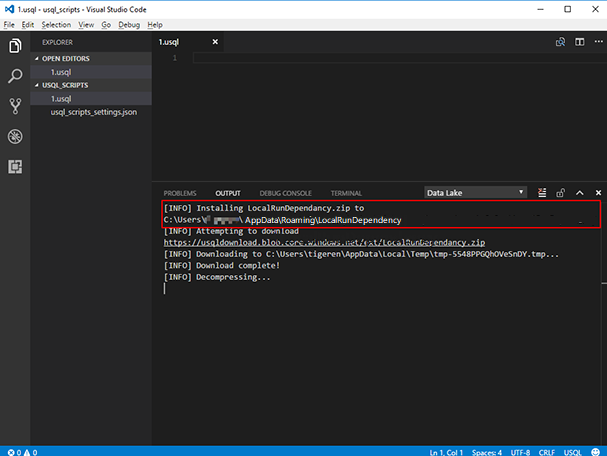 1.usql - usql_scripts - Visual Studio Code
File Edit Selection View Go Debug Help
EXPLORER
OPEN EDITORS
1.usql
USQL_SCRIPTS
1.usql
usql_scripts_settings.json
1.usql
1
PROBLEMS OUTPUT DEBUG CONSOLE TERMINAL Data Lake
[INFO] Installing LocalRunDependancy.zip to
C:\Users\ \AppData\Roaming\LocalRunDependency
[INFO] Attempting to download
https://usqldownload.blob.core.windows.net/ext/LocalRunDependancy.zip
[INFO] Downloading to C:\Users\tigeren\AppData\Local\Temp\tmp-5548PPGQhOVeSnDY.tmp...
[INFO] Download complete!
[INFO] Decompressing...
0 0 Ln 1, Col 1 Spaces: 4 UTF-8 CRLF USQL